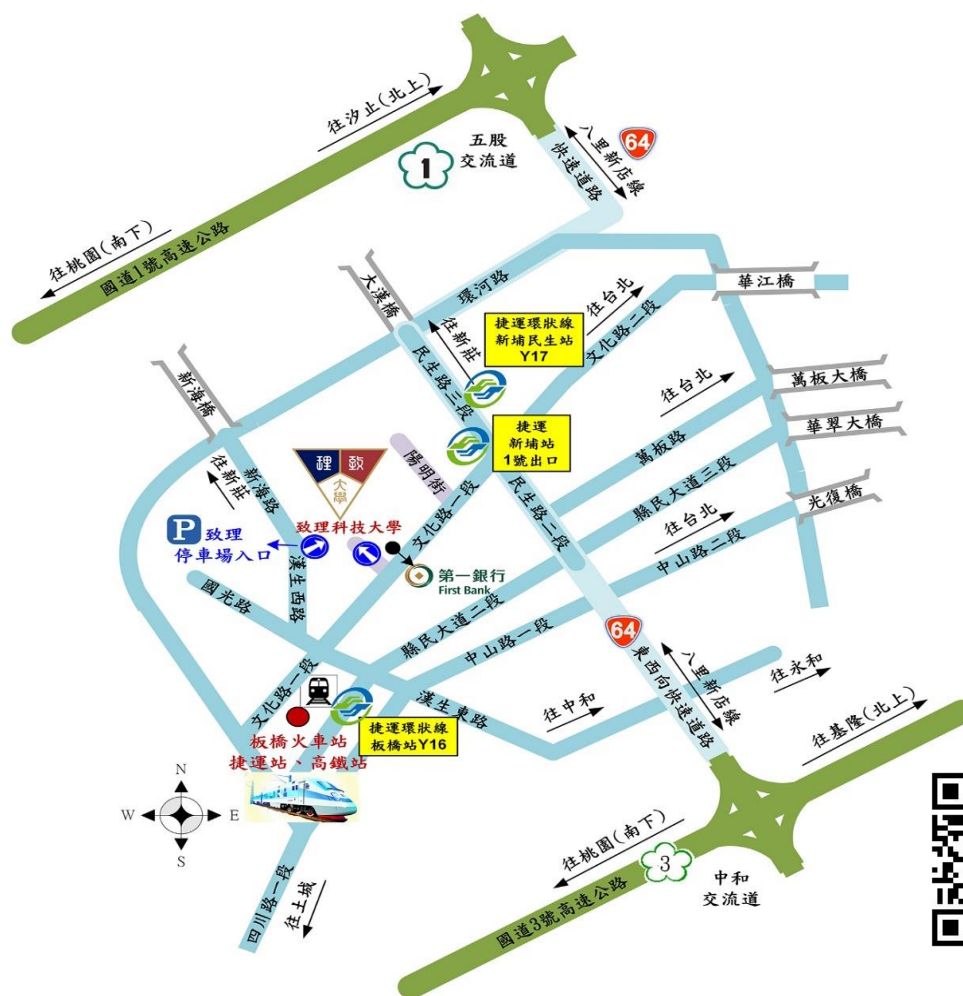 往汐止(北上)
五股
交流道
1
64
八里新店線
快速道路
往桃園(南下)
國道1號高速公路
大漢橋
環河路
往新莊
捷運環狀線
新埔民生站
Y17
往台北
文化路二段
華江橋
新海橋
民生路三段
捷運
新埔站
1號出口
往台北
萬板大橋
華翠大橋
萬板路
縣民大道三段
光復橋
往新莊
新海路
理
致
大學
陽明街
文化路一段
民生路二段
往台北
中山路二段
P
致理
停車場入口
致理科技大學
漢生西路
第一銀行
First Bank
國光路
縣民大道二段
中山路一段
64
東西向快速道路
八里新店線
文化路一段
漢生東路
往中和
往永和
捷運環狀線
板橋站Y16
板橋火車站
捷運站、高鐵站
往基隆(北上)
N
W
E
S
往桃園(南下)
3
中和
交流道
國道3號高速公路
四川路一段
往土城